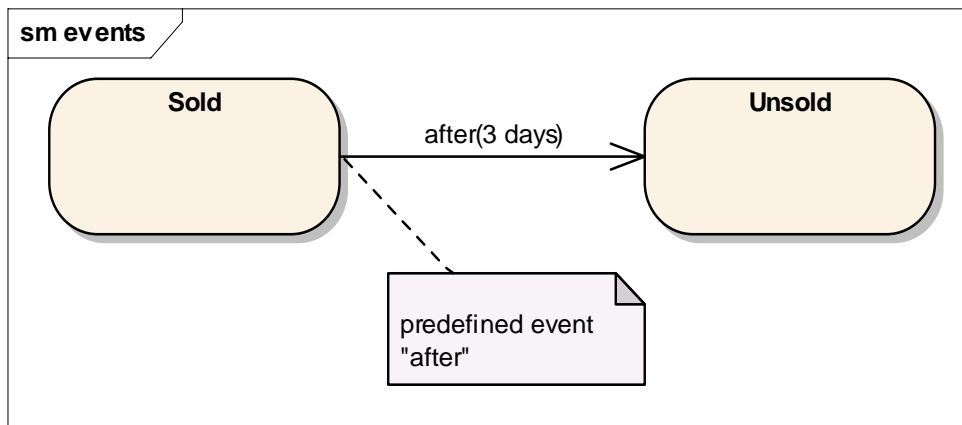 sm events
Sold
Unsold
after(3 days)
predefined event
"after"